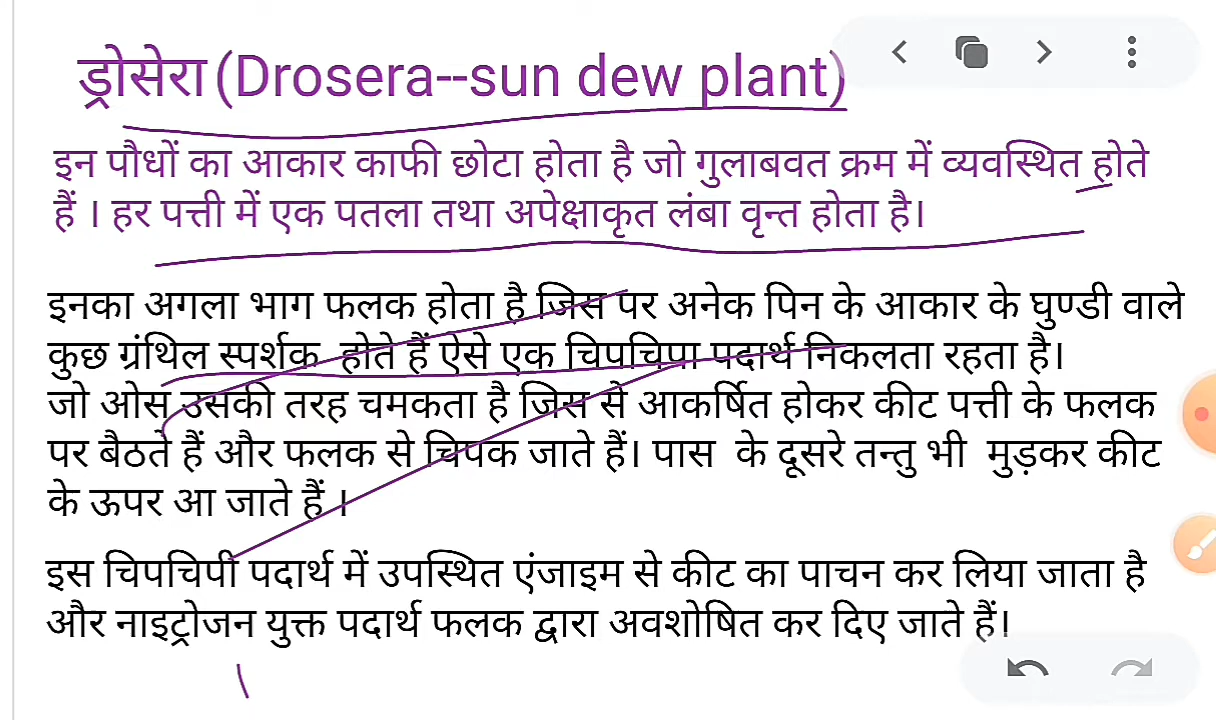 ड्रोसेरा (Drosera--sun dew plant)
इन पौधों का आकार काफी छोटा होता है जो गुलाबवत क्रम में व्यवस्थित होते
हैं । हर पत्ती में एक पतला तथा अपेक्षाकृत लंबा वृन्त होता है।
इनका अगला भाग फलक होता है जिस पर अनेक पिन के आकार के घुण्डी वाले
कुछ ग्रंथिल स्पर्शक होते हैं ऐसे एक चिपचिपा पदार्थ निकलता रहता है।
जो ओस उसकी तरह चमकता है जिस से आकर्षित होकर कीट पत्ती के फलक
पर बैठते हैं और फलक से चिपक जाते हैं। पास के दूसरे तन्तु भी मुड़कर कीट
के ऊपर आ जाते हैं ।
इस चिपचिपी पदार्थ में उपस्थित एंजाइम से कीट का पाचन कर लिया जाता है
और नाइट्रोजन युक्त पदार्थ फलक द्वारा अवशोषित कर दिए जाते हैं।